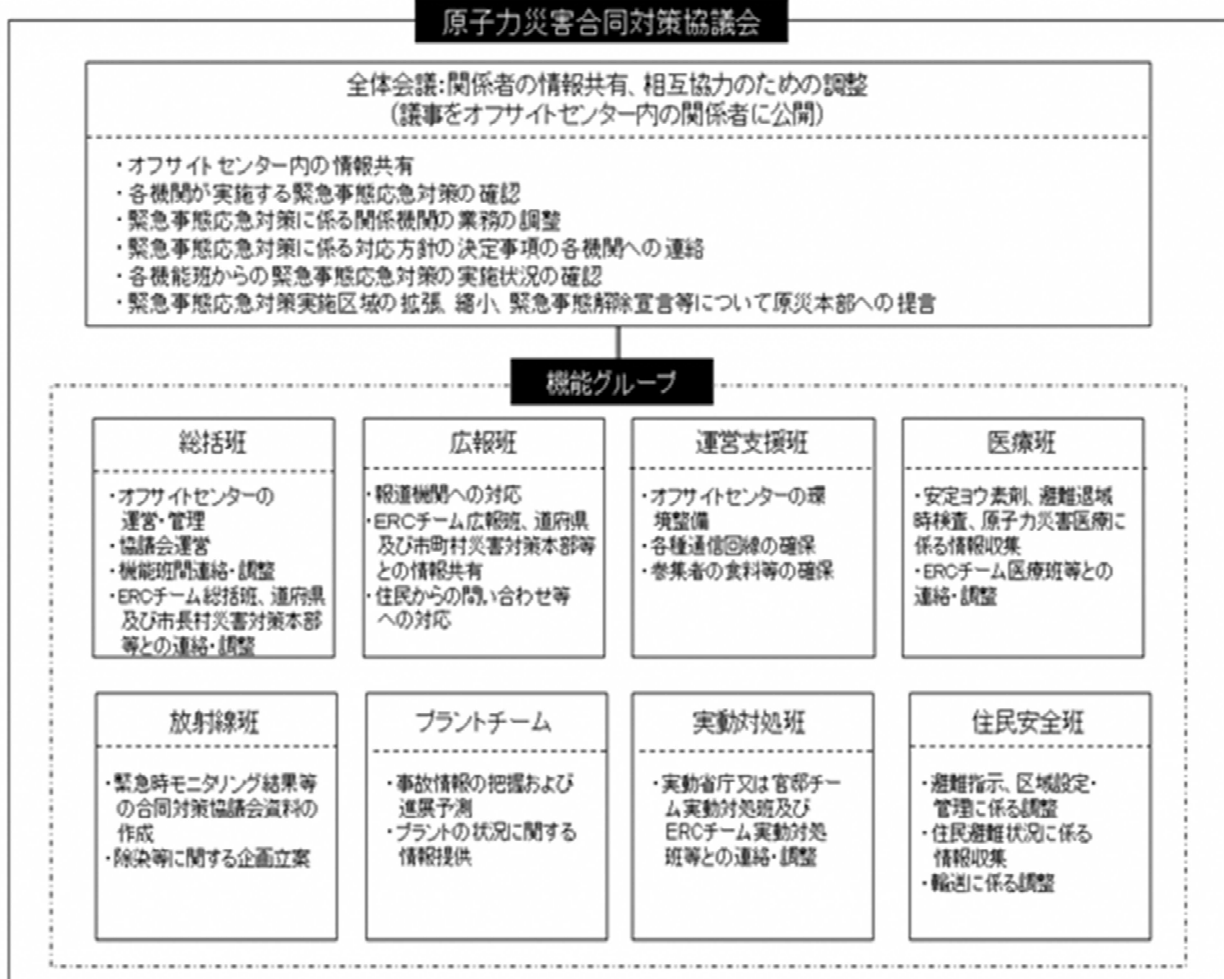 原子力災害合同対策協議会
全体会議:関係者の情報共有、相互協力のための調整
(議事をオフサイトセンター内の関係者に公開)
・オフサイトセンター内の情報共有
・各機関が実施する緊急事態応急対策の確認
・緊急事態応急対策に係る関係機関の業務の調整
・緊急事態応急対策に係る対応方針の決定事項の各機関への連絡
・各機能班からの緊急事態応急対策の実施状況の確認
・緊急事態応急対策実施区域の拡張、縮小、緊急事態解除宣言等について原災本部への提言
機能グループ
総括班
・オフサイトセンターの
運営・管理
・協議会運営
・機能班間連絡・調整
・ERCチーム総括班、道府県
及び市長村災害対策本部
等との連絡・調整
広報班
・報道機関への対応
・ERCチーム広報班、道府県
及び市町村災害対策本部等
との情報共有
・住民からの問い合わせ等
への対応
運営支援班
・オフサイトセンターの環
境整備
・各種通信回線の確保
・参集者の食料等の確保
医療班
・安定ヨウ素剤、避難退域
時検査、原子力災害医療に
係る情報収集
・ERCチーム医療班等との
連絡・調整
放射線班
・緊急時モニタリング結果等
の合同対策協議会資料の
作成
・除染等に関する企画立案
プラントチーム
・事故情報の把握および
進展予測
・プラントの状況に関する
情報提供
実動対処班
・実動省庁又は官邸チー
ム実動対処班及び
ERCチーム実動対処
班等との連絡・調整
住民安全班
・避難指示、区域設定・
管理に係る調整
・住民避難状況に係る
情報収集
・輸送に係る調整